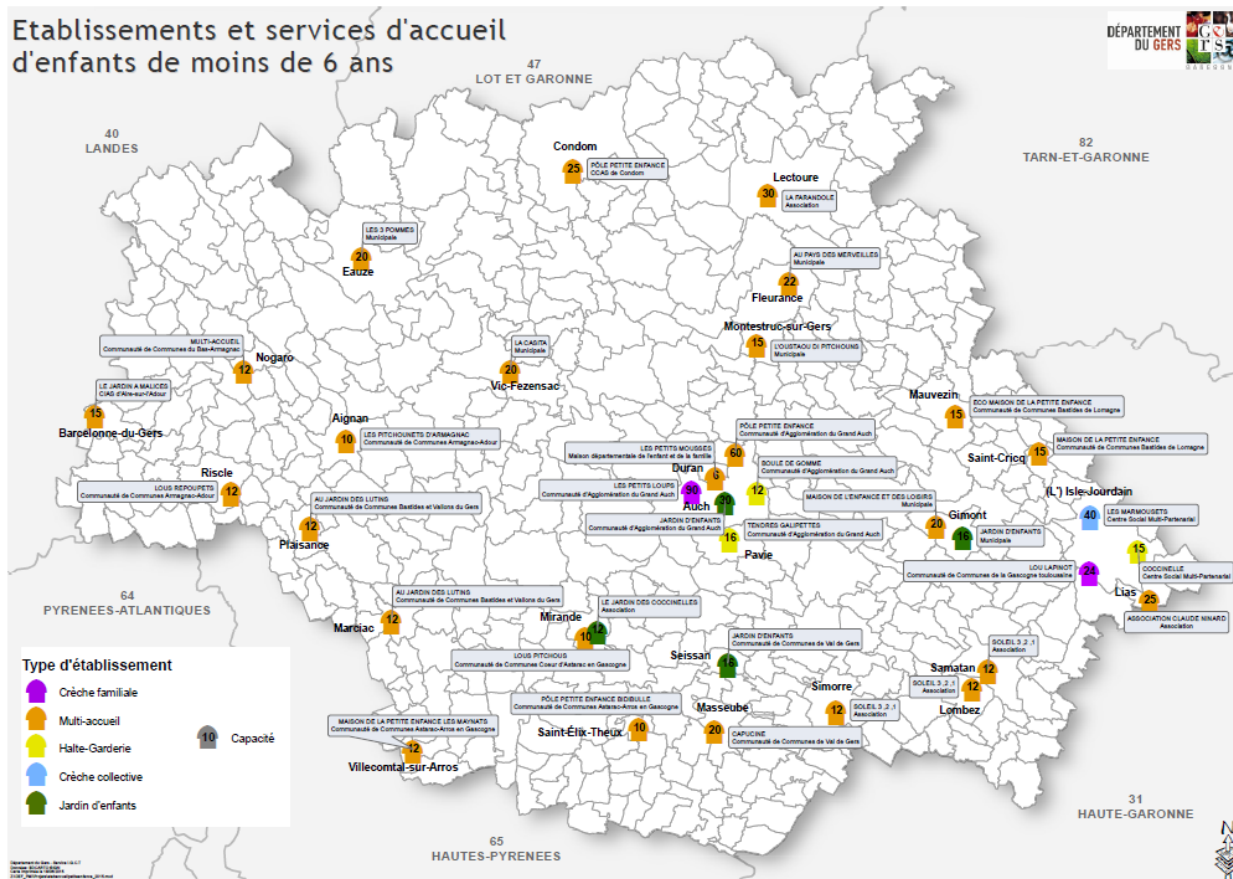 Etablissements et services d'accueil
d'enfants de moins de 6 ans
DÉPARTEMENT
DU GERS
47
LOT ET GARONNE
40
LANDES
82
TARN-ET-GARONNE
Condom
25
PÔLE PETITE ENFANCE
CCAS de Condom
Lectoure
30
LA FARANDOLE
Association
LES 3 POMMES
Municipale
20
Eauze
AU PAYS DES MERVEILLES
Municipale
22
Fleurance
Montestruc-sur-Gers
15
L'OUSTAOU DI PITCHOUNS
Municipale
MULTI-ACCUEIL
Communauté de Communes du Bas-Armagnac
Nogaro
12
LA CASITA
Municipale
20
Vic-Fezensac
LE JARDIN A MALICES
CIAS d'Aire-sur-l'Adour
15
Barcelonne-du-Gers
Aignan
10
LES PITCHOUNETS D'ARMAGNAC
Communauté de Communes Armagnac-Adour
Mauvezin
15
ECO MAISON DE LA PETITE ENFANCE
Communauté de Communes Bastides de Lomagne
PÔLE PETITE ENFANCE
Communauté d'Agglomération du Grand Auch
60
LES PETITS MOUSSES
Maison départementale de l'enfant et de la famille
Duran
6
MAISON DE LA PETITE ENFANCE
Communauté de Communes Bastides de Lomagne
Saint-Cricq
15
BOULE DE GOMME
Communauté d'Agglomération du Grand Auch
12
Riscle
LOUS REPOUPETS
Communauté de Communes Armagnac-Adour
12
LES PETITS LOUPS
Communauté d'Agglomération du Grand Auch
90
Auch
30
JARDIN D'ENFANTS
Communauté d'Agglomération du Grand Auch
AU JARDIN DES LUTINS
Communauté de Communes Bastides et Vallons du Gers
12
Plaisance
TENDRES GALIPETTES
Communauté d'Agglomération du Grand Auch
16
Pavie
MAISON DE L'ENFANCE ET DES LOISIRS
Municipale
Gimont
20
16
JARDIN D'ENFANTS
Municipale
(L') Isle-Jourdain
40
LES MARMOUSETS
Centre Social Multi-Partenarial
15
COCCINELLE
Centre Social Multi-Partenarial
LOU LAPINOT
Communauté de Communes de la Gascogne toulousaine
24
Lias
25
ASSOCIATION CLAUDE NINARD
Association
64
PYRENEES-ATLANTIQUES
AU JARDIN DES LUTINS
Communauté de Communes Bastides et Vallons du Gers
Marciac
12
LE JARDIN DES COCCINELLES
Association
Mirande
12
10
LOUS PITCHOUS
Communauté de Communes Coeur d'Astarac en Gascogne
JARDIN D'ENFANTS
Communauté de Communes de Val de Gers
Seissan
16
SOLEIL 3 ,2 ,1
Association
Samatan
12
SOLEIL 3 ,2 ,1
Association
12
Lombez
Simorre
12
SOLEIL 3 ,2 ,1
Association
PÔLE PETITE ENFANCE BIDIBULLE
Communauté de Communes Astarac-Arros en Gascogne
Saint-Élix-Theux
10
Masseube
20
CAPUCINE
Communauté de Communes de Val de Gers
MAISON DE LA PETITE ENFANCE LES MAYNATS
Communauté de Communes Astarac-Arros en Gascogne
12
Villecomtal-sur-Arros
Type d'établissement
Crèche familiale
Multi-accueil
Halte-Garderie
Crèche collective
Jardin d'enfants
10
Capacité
65
HAUTES-PYRENEES
31
HAUTE-GARONNE
N